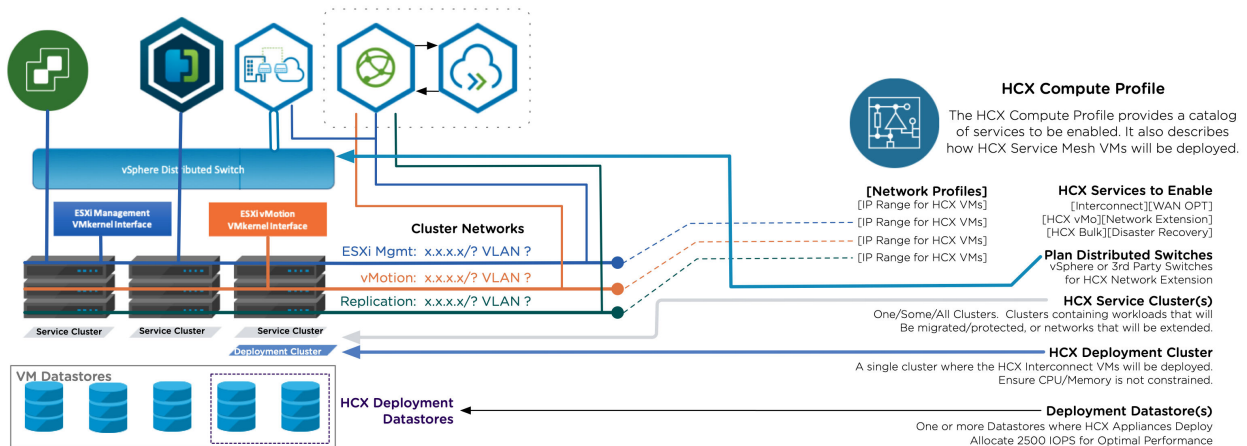 HCX Compute Profile
The HCX Compute Profile provides a catalog
of services to be enabled. It also describes
how HCX Service Mesh VMs will be deployed.
vSphere Distributed Switch
ESXi Management
VMkernel Interface
ESXi vMotion
VMkernel Interface
Cluster Networks
ESXi Mgmt: x.x.x.x/? VLAN ?
vMotion: x.x.x.x/? VLAN ?
Replication: x.x.x.x/? VLAN ?
[Network Profiles]
[IP Range for HCX VMs]
[IP Range for HCX VMs]
[IP Range for HCX VMs]
[IP Range for HCX VMs]
HCX Services to Enable
[Interconnect][WAN OPT]
[HCX vMo][Network Extension]
[HCX Bulk][Disaster Recovery]
Plan Distributed Switches
vSphere or 3rd Party Switches
for HCX Network Extension
Service Cluster
Service Cluster
Service Cluster
Deployment Cluster
HCX Service Cluster(s)
One/Some/All Clusters. Clusters containing workloads that will
Be migrated/protected, or networks that will be extended.
HCX Deployment Cluster
A single cluster where the HCX Interconnect VMs will be deployed.
Ensure CPU/Memory is not constrained.
VM Datastores
HCX Deployment
Datastores
Deployment Datastore(s)
One or more Datastores where HCX Appliances Deploy
Allocate 2500 IOPS for Optimal Performance